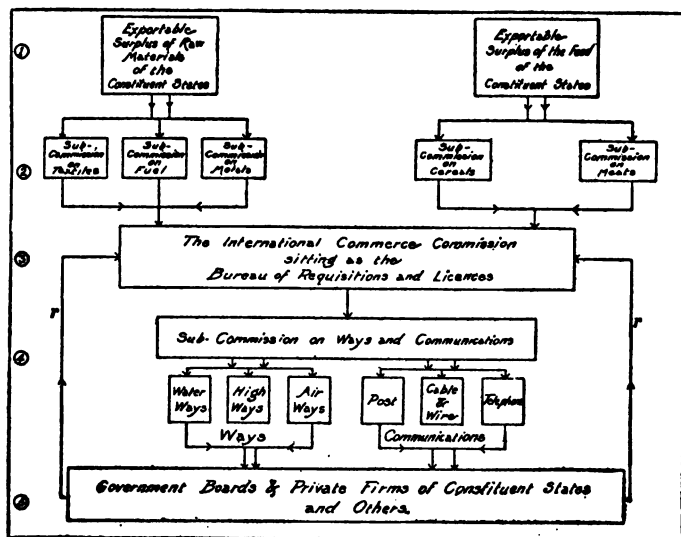 ①
Exportable
Surplus of Raw
Materials
of the
Constituent States
Exportable
Surplus of the Food
of the
Constituent States
②
Sub-
Commission
on
Textiles
Sub-
Commission
on
Fuel
Sub-
Commission
on
Metals
Sub-
Commission
on
Cereals
Sub-
Commission
on
Meats
③
The International Commerce Commission
sitting as the
Bureau of Requisitions and Licences
r
r
④
Sub-Commission on Ways and Communications
Water
Ways
High
Ways
Air
Ways
Post
Cable
&
Wire
Telephone
Ways
Communications
⑤
Government Boards & Private Firms of Constituent States
and Others.